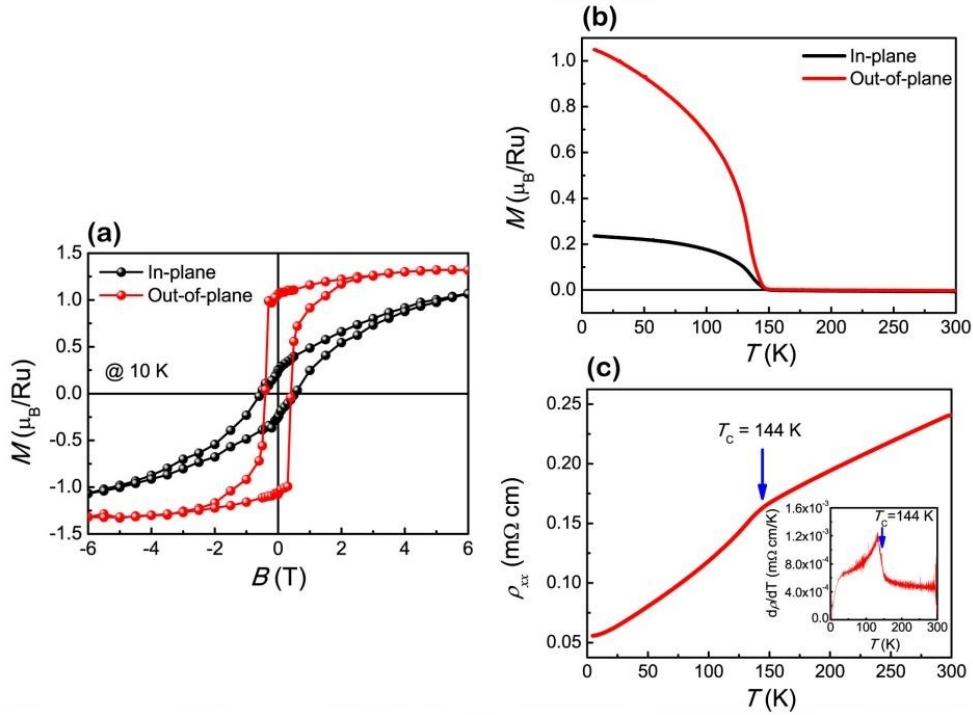 (a)
1.5
1.0
0.5
0.0
-0.5
-1.0
-1.5
M (μB/Ru)
In-plane
Out-of-plane
@ 10 K
-6 -4 -2 0 2 4 6
B (T)
(b)
1.0
0.8
0.6
0.4
0.2
0.0
M (μB/Ru)
In-plane
Out-of-plane
0 50 100 150 200 250 300
T (K)
(c)
0.25
0.20
0.15
0.10
0.05
ρxx (mΩ cm)
TC = 144 K
1.6x10-3
1.2x10-3
8.0x10-4
4.0x10-4
0.0
dρ/dT (mΩ cm/K)
TC=144 K
0 100 200 300
T (K)
0 50 100 150 200 250 300
T (K)